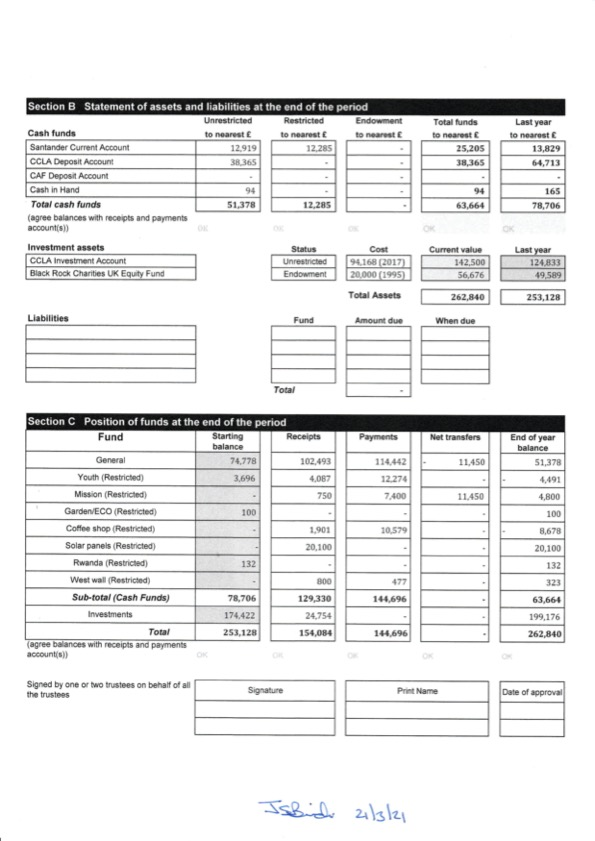 Section B Statement of assets and liabilities at the end of the period
Unrestricted Restricted Endowment Total funds Last year
Cash funds to nearest £ to nearest £ to nearest £ to nearest £ to nearest £
Santander Current Account 12,919 12,285 - 25,205 13,829
CCLA Deposit Account 38,365 - - 38,365 64,713
CAF Deposit Account - - - - -
Cash in Hand 94 - - 94 165
Total cash funds 51,378 12,285 - 63,664 78,706
(agree balances with receipts and payments
account(s)) OK OK OK OK OK
Investment assets Status Cost Current value Last year
CCLA Investment Account Unrestricted 94,168 (2017) 142,500 124,833
Black Rock Charities UK Equity Fund Endowment 20,000 (1995) 56,676 49,589
Total Assets 262,840 253,128
Liabilities Fund Amount due When due
Total -
Section C Position of funds at the end of the period
Fund Starting Receipts Payments Net transfers End of year
balance balance
General 74,778 102,493 114,442 - 11,450 51,378
Youth (Restricted) 3,696 4,087 12,274 - 4,491
Mission (Restricted) - 750 7,400 11,450 4,800
Garden/ECO (Restricted) 100 - - - 100
Coffee shop (Restricted) - 1,901 10,579 - 8,678
Solar panels (Restricted) - 20,100 - - 20,100
Rwanda (Restricted) 132 - - - 132
West wall (Restricted) - 800 477 323
Sub-total (Cash Funds) 78,706 129,330 144,696 - 63,664
Investments 174,422 24,754 - 199,176
Total 253,128 154,084 144,696 - 262,840
(agree balances with receipts and payments
account(s)) OK OK OK OK OK
Signed by one or two trustees on behalf of all
the trustees
Signature Print Name Date of approval
21/3/21